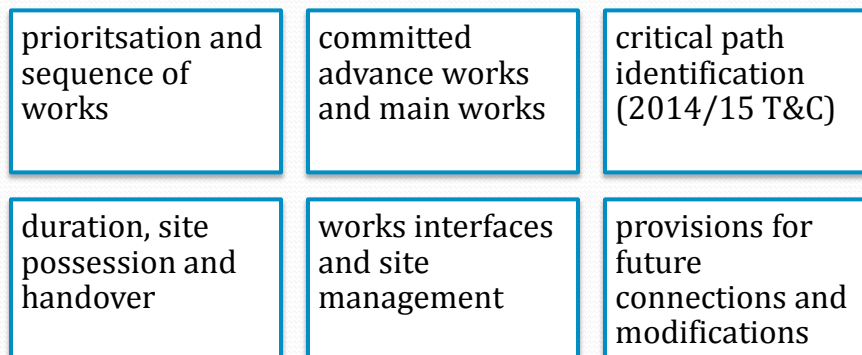 prioritsation and
sequence of
works
committed
advance works
and main works
critical path
identification
(2014/15 T&C)
duration, site
possession and
handover
works interfaces
and site
management
provisions for
future
connections and
modifications